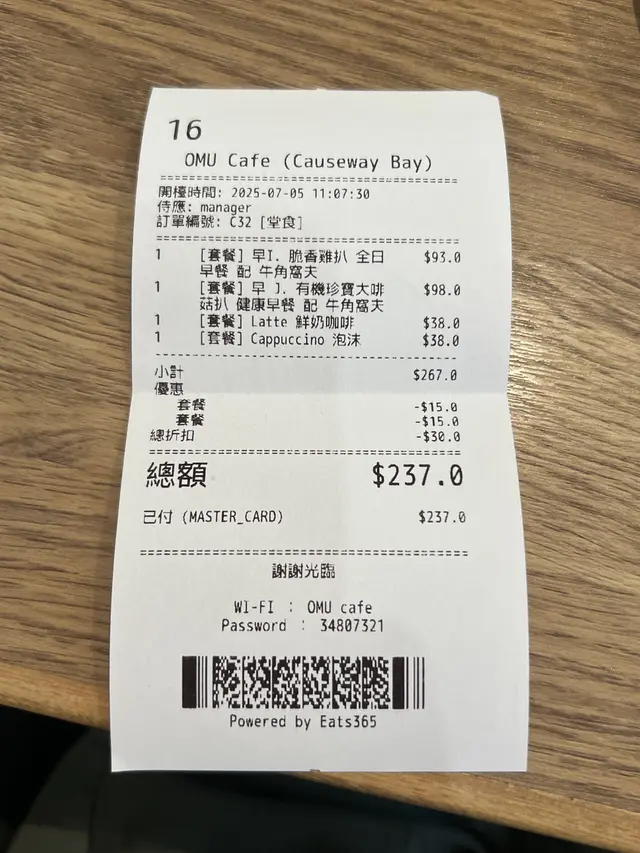 16
OMU Cafe (Causeway Bay)
開檯時間: 2025-07-05 11:07:30
侍應: manager
訂單編號: C32 [堂食]
1 [套餐] 早I. 脆香雞扒 全日 $93.0
早餐 配 牛角窩夫
1 [套餐] 早 J. 有機珍寶大啡 $98.0
菇扒 健康早餐 配 牛角窩夫
1 [套餐] Latte 鮮奶咖啡 $38.0
1 [套餐] Cappuccino 泡沫 $38.0
小計 $267.0
優惠
套餐 -$15.0
套餐 -$15.0
總折扣 -$30.0
總額 $237.0
已付 (MASTER_CARD) $237.0
謝謝光臨
WI-FI : OMU cafe
Password : 34807321
Powered by Eats365